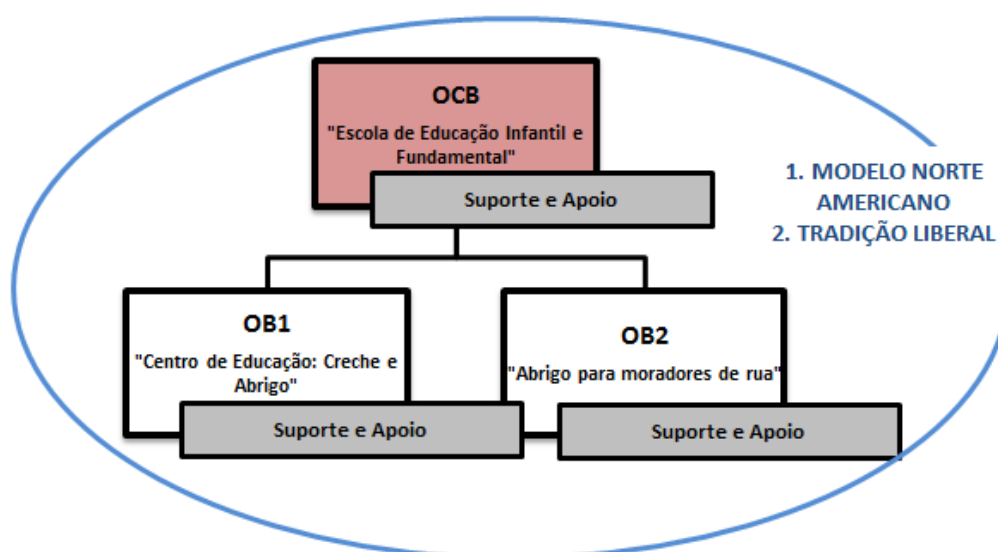 OCB
"Escola de Educação Infantil e
Fundamental"
Suporte e Apoio
1. MODELO NORTE
AMERICANO
2. TRADIÇÃO LIBERAL
OB1
"Centro de Educação: Creche e
Abrigo"
Suporte e Apoio
OB2
"Abrigo para moradores de rua"
Suporte e Apoio